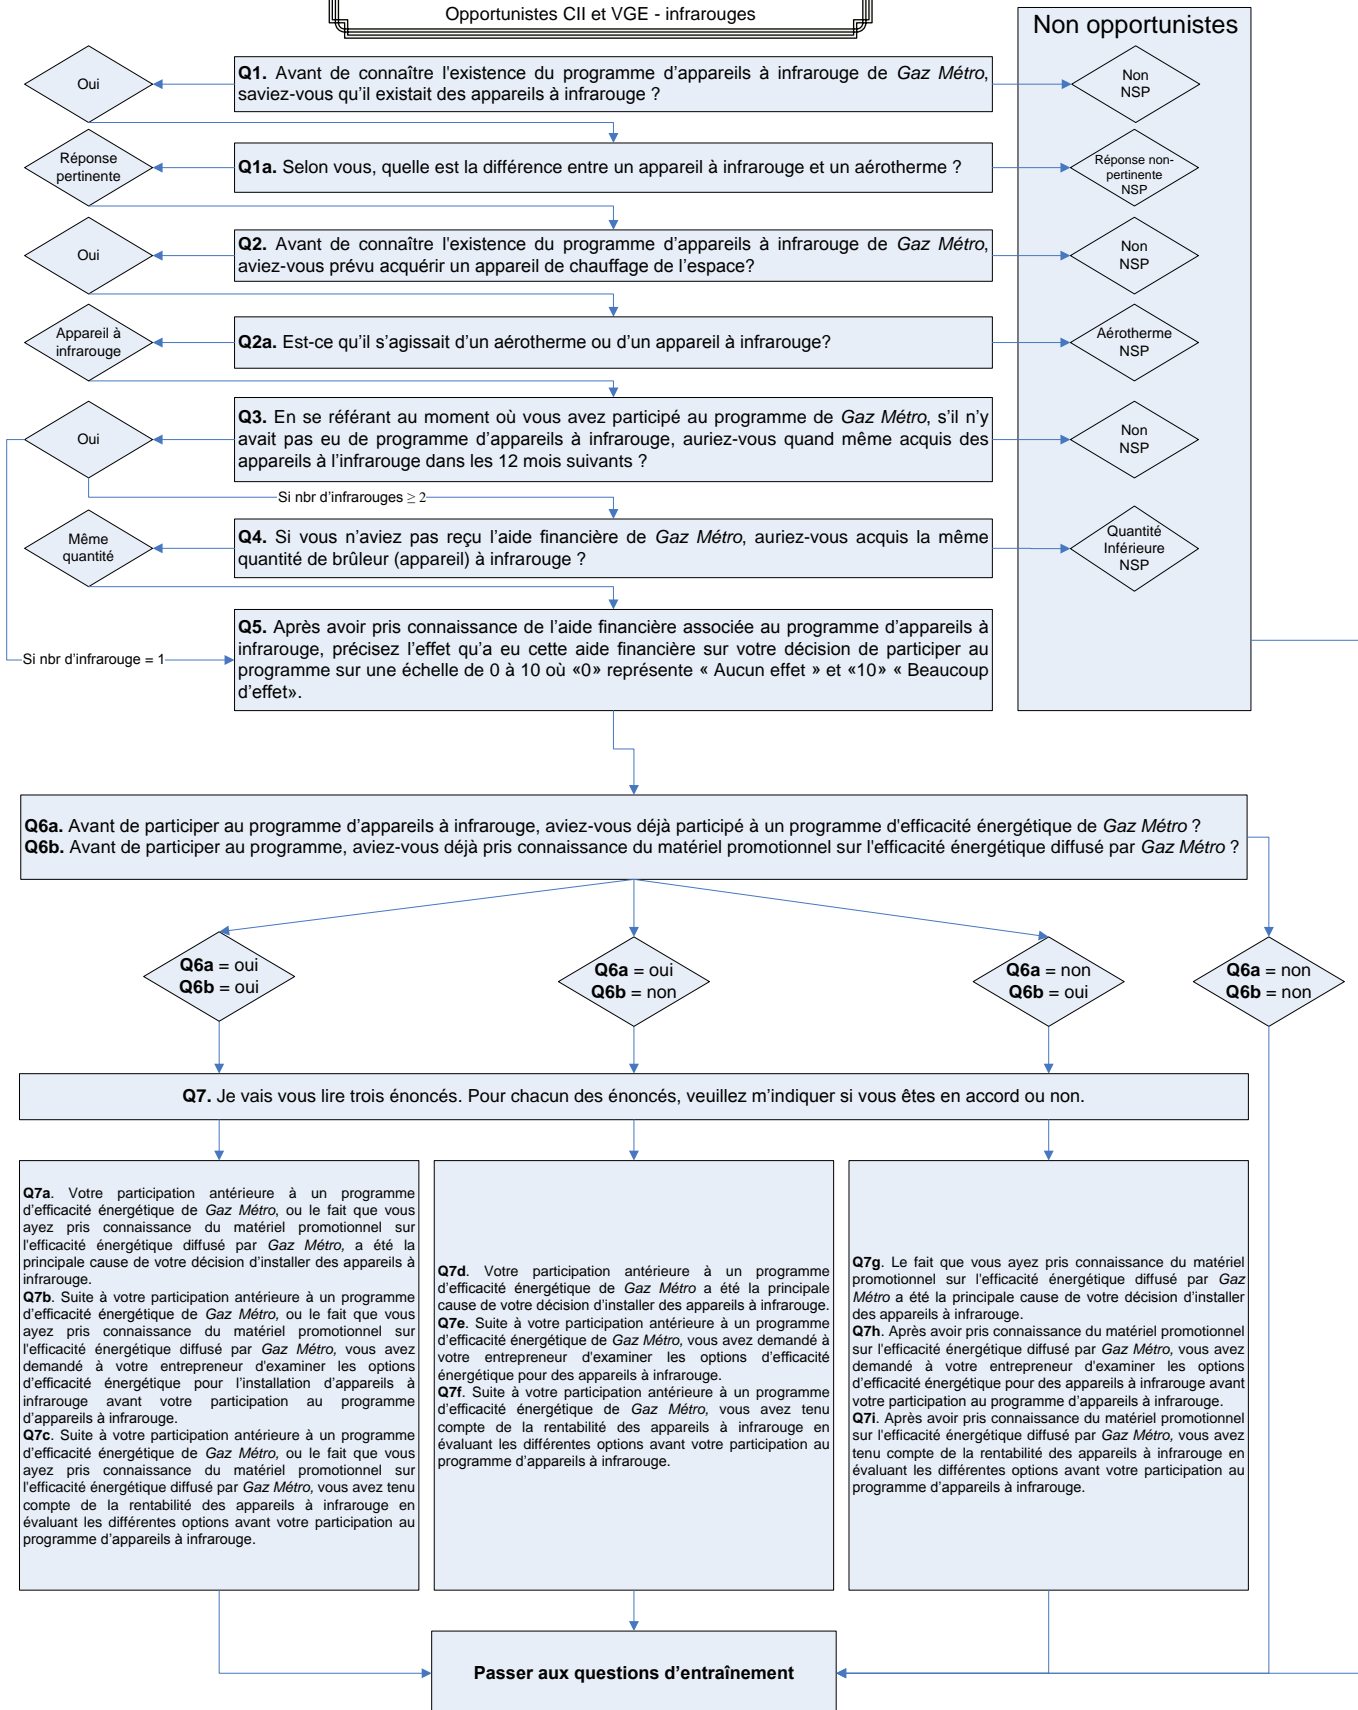 Opportunistes CII et VGE - infrarouges
Non opportunistes
Oui
Q1. Avant de connaître l'existence du programme d'appareils à infrarouge de Gaz Métro,
saviez-vous qu'il existait des appareils à infrarouge ?
Non
NSP
Réponse
pertinente
Q1a. Selon vous, quelle est la différence entre un appareil à infrarouge et un aérotherme ?
Réponse non-
pertinente
NSP
Oui
Q2. Avant de connaître l'existence du programme d'appareils à infrarouge de Gaz Métro,
aviez-vous prévu acquérir un appareil de chauffage de l'espace?
Non
NSP
Appareil à
infrarouge
Q2a. Est-ce qu'il s'agissait d'un aérotherme ou d'un appareil à infrarouge?
Aérotherme
NSP
Oui
Q3. En se référant au moment où vous avez participé au programme de Gaz Métro, s'il n'y
avait pas eu de programme d'appareils à infrarouge, auriez-vous quand même acquis des
appareils à l'infrarouge dans les 12 mois suivants ?
Non
NSP
Si nbr d'infrarouges ≥ 2
Même
quantité
Q4. Si vous n'aviez pas reçu l'aide financière de Gaz Métro, auriez-vous acquis la même
quantité de brûleur (appareil) à infrarouge ?
Quantité
Inférieure
NSP
Si nbr d'infrarouge = 1
Q5. Après avoir pris connaissance de l'aide financière associée au programme d'appareils à
infrarouge, précisez l'effet qu'a eu cette aide financière sur votre décision de participer au
programme sur une échelle de 0 à 10 où «0» représente « Aucun effet » et «10» « Beaucoup
d'effet».
Q6a. Avant de participer au programme d'appareils à infrarouge, aviez-vous déjà participé à un programme d'efficacité énergétique de Gaz Métro ?
Q6b. Avant de participer au programme, aviez-vous déjà pris connaissance du matériel promotionnel sur l'efficacité énergétique diffusé par Gaz Métro ?
Q6a = oui
Q6b = oui
Q6a = oui
Q6b = non
Q6a = non
Q6b = oui
Q6a = non
Q6b = non
Q7. Je vais vous lire trois énoncés. Pour chacun des énoncés, veuillez m'indiquer si vous êtes en accord ou non.
Q7a. Votre participation antérieure à un programme
d'efficacité énergétique de Gaz Métro, ou le fait que vous
ayez pris connaissance du matériel promotionnel sur
l'efficacité énergétique diffusé par Gaz Métro, a été la
principale cause de votre décision d'installer des appareils à
infrarouge.
Q7b. Suite à votre participation antérieure à un programme
d'efficacité énergétique de Gaz Métro, ou le fait que vous
ayez pris connaissance du matériel promotionnel sur
l'efficacité énergétique diffusé par Gaz Métro, vous avez
demandé à votre entrepreneur d'examiner les options
d'efficacité énergétique pour l'installation d'appareils à
infrarouge avant votre participation au programme
d'appareils à infrarouge.
Q7c. Suite à votre participation antérieure à un programme
d'efficacité énergétique de Gaz Métro, ou le fait que vous
ayez pris connaissance du matériel promotionnel sur
l'efficacité énergétique diffusé par Gaz Métro, vous avez tenu
compte de la rentabilité des appareils à infrarouge en
évaluant les différentes options avant votre participation au
programme d'appareils à infrarouge.
Q7d. Votre participation antérieure à un programme
d'efficacité énergétique de Gaz Métro a été la principale
cause de votre décision d'installer des appareils à infrarouge.
Q7e. Suite à votre participation antérieure à un programme
d'efficacité énergétique de Gaz Métro, vous avez demandé à
votre entrepreneur d'examiner les options d'efficacité
énergétique pour des appareils à infrarouge.
Q7f. Suite à votre participation antérieure à un programme
d'efficacité énergétique de Gaz Métro, vous avez tenu
compte de la rentabilité des appareils à infrarouge en
évaluant les différentes options avant votre participation au
programme d'appareils à infrarouge.
Q7g. Le fait que vous ayez pris connaissance du matériel
promotionnel sur l'efficacité énergétique diffusé par Gaz
Métro a été la principale cause de votre décision d'installer
des appareils à infrarouge.
Q7h. Après avoir pris connaissance du matériel promotionnel
sur l'efficacité énergétique diffusé par Gaz Métro, vous avez
demandé à votre entrepreneur d'examiner les options
d'efficacité énergétique pour des appareils à infrarouge avant
votre participation au programme d'appareils à infrarouge.
Q7i. Après avoir pris connaissance du matériel promotionnel
sur l'efficacité énergétique diffusé par Gaz Métro, vous avez
tenu compte de la rentabilité des appareils à infrarouge en
évaluant les différentes options avant votre participation au
programme d'appareils à infrarouge.
Passer aux questions d'entraînement